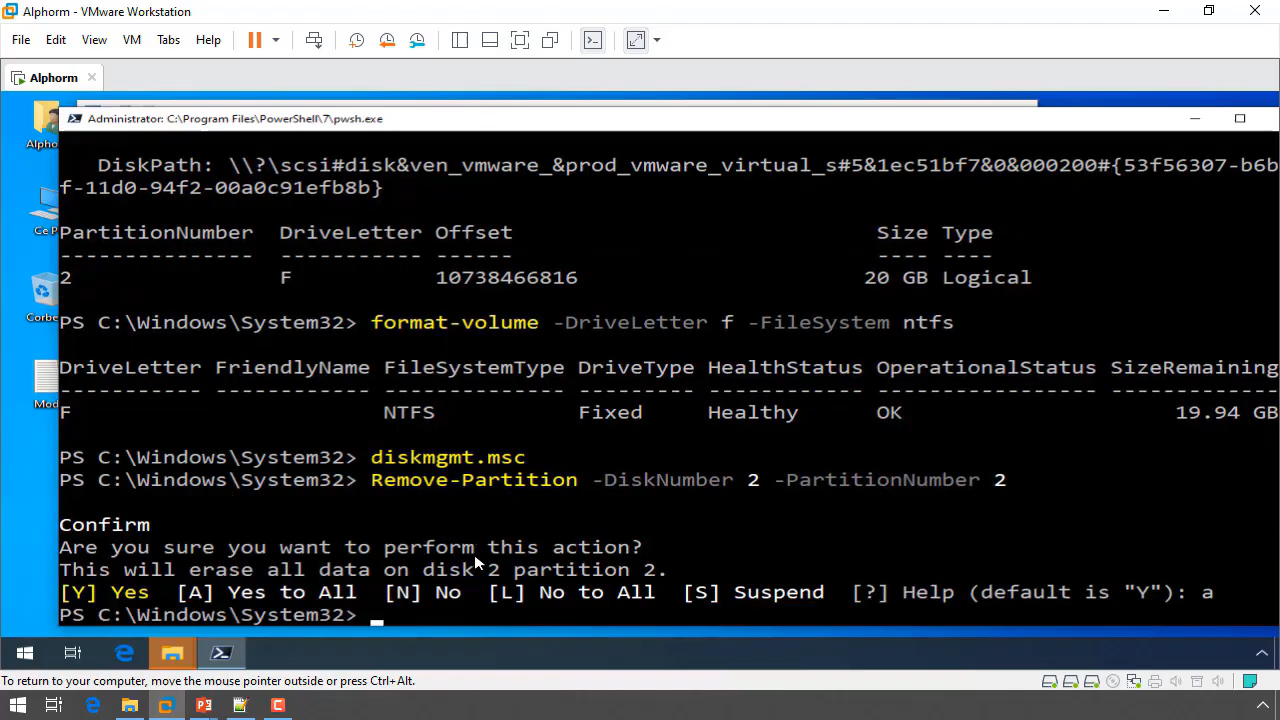 Alphorm - VMware Workstation
File Edit View VM Tabs Help
Alphorm
Administrator: C:\Program Files\PowerShell\7\pwsh.exe
Alpho
DiskPath: \\?\scsi#disk&ven_vmware_&prod_vmware_virtual_s#5&1ec51bf7&0&000200#{53f56307-b6b
f-11d0-94f2-00a0c91efb8b}
Ce P
PartitionNumber DriveLetter Offset Size Type
--------------- ----------- ------ ---- ----
2 F 10738466816 20 GB Logical
Corbe
PS C:\Windows\System32> format-volume -DriveLetter f -FileSystem ntfs
DriveLetter FriendlyName FileSystemType DriveType HealthStatus OperationalStatus SizeRemaining
----------- ------------ -------------- --------- ------------ ----------------- -------------
Mod
F NTFS Fixed Healthy OK 19.94 GB
PS C:\Windows\System32> diskmgmt.msc
PS C:\Windows\System32> Remove-Partition -DiskNumber 2 -PartitionNumber 2
Confirm
Are you sure you want to perform this action?
This will erase all data on disk 2 partition 2.
[Y] Yes [A] Yes to All [N] No [L] No to All [S] Suspend [?] Help (default is "Y"): a
PS C:\Windows\System32>
To return to your computer, move the mouse pointer outside or press Ctrl+Alt.